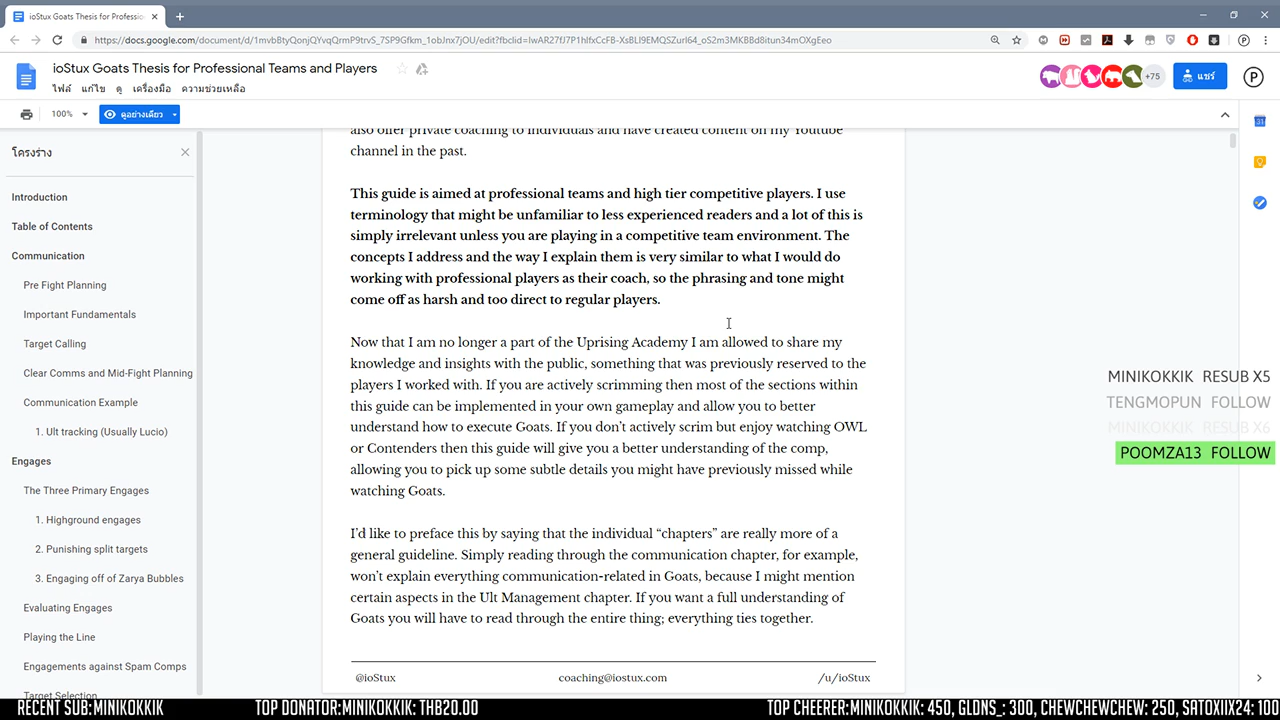 ioStux Goats Thesis for Professio
https://docs.google.com/document/d/1mvbBtyQonjQYvqQrmP9trvS_7SP9Gfkm_1obJnx7jOU/edit?fbclid=IwAR27fJ7P1hlfxCcFB-XsBLI9EMQSZurl64_oS2m3MKBBd8itun34mOXgEeo
ioStux Goats Thesis for Professional Teams and Players
ไฟล์ แก้ไข ดู เครื่องมือ ความช่วยเหลือ
+75
แชร์
P
100%
ดูอย่างเดียว
โครงร่าง
Introduction
Table of Contents
Communication
Pre Fight Planning
Important Fundamentals
Target Calling
Clear Comms and Mid-Fight Planning
Communication Example
1. Ult tracking (Usually Lucio)
Engages
The Three Primary Engages
1. Highground engages
2. Punishing split targets
3. Engaging off of Zarya Bubbles
Evaluating Engages
Playing the Line
Engagements against Spam Comps
Target Selection
also offer private coaching to individuals and have created content on my Youtube
channel in the past.
This guide is aimed at professional teams and high tier competitive players. I use
terminology that might be unfamiliar to less experienced readers and a lot of this is
simply irrelevant unless you are playing in a competitive team environment. The
concepts I address and the way I explain them is very similar to what I would do
working with professional players as their coach, so the phrasing and tone might
come off as harsh and too direct to regular players.
Now that I am no longer a part of the Uprising Academy I am allowed to share my
knowledge and insights with the public, something that was previously reserved to the
players I worked with. If you are actively scrimming then most of the sections within
this guide can be implemented in your own gameplay and allow you to better
understand how to execute Goats. If you don't actively scrim but enjoy watching OWL
or Contenders then this guide will give you a better understanding of the comp,
allowing you to pick up some subtle details you might have previously missed while
watching Goats.
I'd like to preface this by saying that the individual “chapters” are really more of a
general guideline. Simply reading through the communication chapter, for example,
won't explain everything communication-related in Goats, because I might mention
certain aspects in the Ult Management chapter. If you want a full understanding of
Goats you will have to read through the entire thing; everything ties together.
@ioStux coaching@iostux.com /u/ioStux
MINIKOKKIK RESUB X5
TENGMOPUN FOLLOW
MINIKOKKIK RESUB X6
POOMZA13 FOLLOW
RECENT SUB:MINIKOKKIK TOP DONATOR:MINIKOKKIK: THB20.00 TOP CHEERER:MINIKOKKIK: 450, GLDNS_: 300, CHEWCHEWCHEW: 250, SATOXIIX24: 100